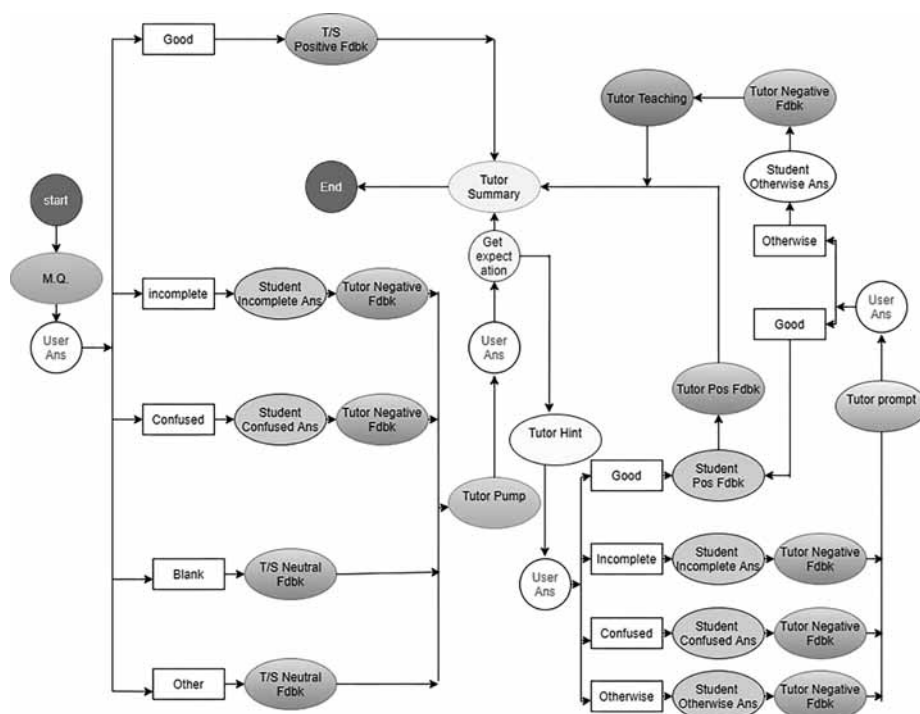 Good
T/S
Positive Fdbk
Tutor Teaching
Tutor Negative
Fdbk
Student
Otherwise Ans
start
End
Tutor
Summary
Get
expect
ation
Otherwise
M.Q.
incomplete
Student
Incomplete Ans
Tutor Negative
Fdbk
User
Ans
User
Ans
Good
User
Ans
Confused
Student
Confused Ans
Tutor Negative
Fdbk
Tutor Pos Fdbk
Tutor prompt
Tutor Hint
Tutor Pump
Good
Student
Pos Fdbk
Blank
T/S Neutral
Fdbk
User
Ans
Incomplete
Student
Incomplete Ans
Tutor Negative
Fdbk
Confused
Student
Confused Ans
Tutor Negative
Fdbk
Other
T/S Neutral
Fdbk
Otherwise
Student
Otherwise Ans
Tutor Negative
Fdbk